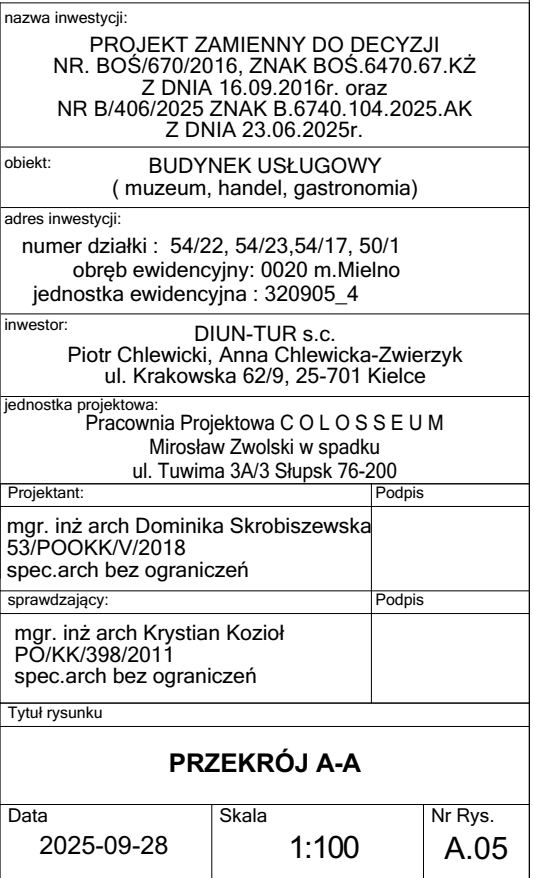 nazwa inwestycji:
PROJEKT ZAMIENNY DO DECYZJI
NR. BOŚ/670/2016, ZNAK BOŚ.6470.67.KŻ
Z DNIA 16.09.2016r. oraz
NR B/406/2025 ZNAK B.6740.104.2025.AK
Z DNIA 23.06.2025r.
obiekt:
BUDYNEK USŁUGOWY
( muzeum, handel, gastronomia)
adres inwestycji:
numer działki : 54/22, 54/23,54/17, 50/1
obręb ewidencyjny: 0020 m.Mielno
jednostka ewidencyjna : 320905_4
inwestor:
DIUN-TUR s.c.
Piotr Chlewicki, Anna Chlewicka-Zwierzyk
ul. Krakowska 62/9, 25-701 Kielce
jednostka projektowa:
Pracownia Projektowa C O L O S S E U M
Mirosław Zwolski w spadku
ul. Tuwima 3A/3 Słupsk 76-200
Projektant: Podpis
mgr. inż arch Dominika Skrobiszewska
53/POOKK/V/2018
spec.arch bez ograniczeń
sprawdzający: Podpis
mgr. inż arch Krystian Kozioł
PO/KK/398/2011
spec.arch bez ograniczeń
Tytuł rysunku
PRZEKRÓJ A-A
Data Skala Nr Rys.
2025-09-28 1:100 A.05